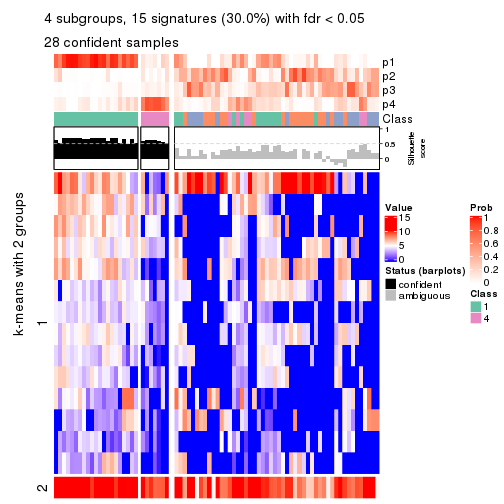 4 subgroups, 15 signatures (30.0%) with fdr < 0.05
28 confident samples
p1
p2
p3
p4
Class
1
0.5
0
Silhouette
score
k-means with 2 groups
1
2
Value
15
10
5
0
Status (barplots)
confident
ambiguous
Prob
1
0.8
0.6
0.4
0.2
0
Class
1
4